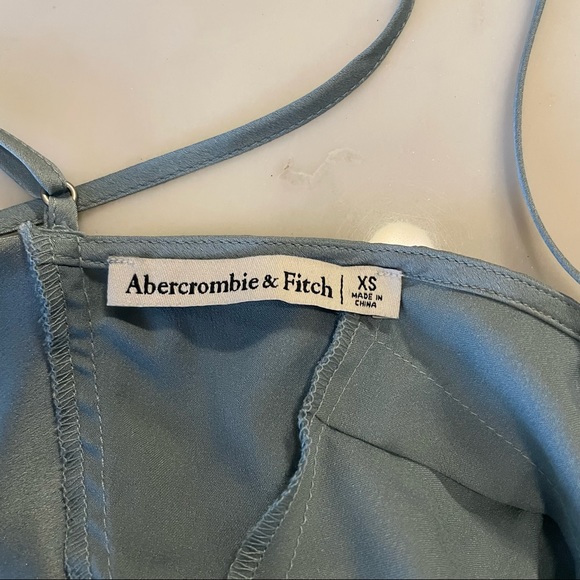 Abercrombie & Fitch | XS
MADE IN
CHINA